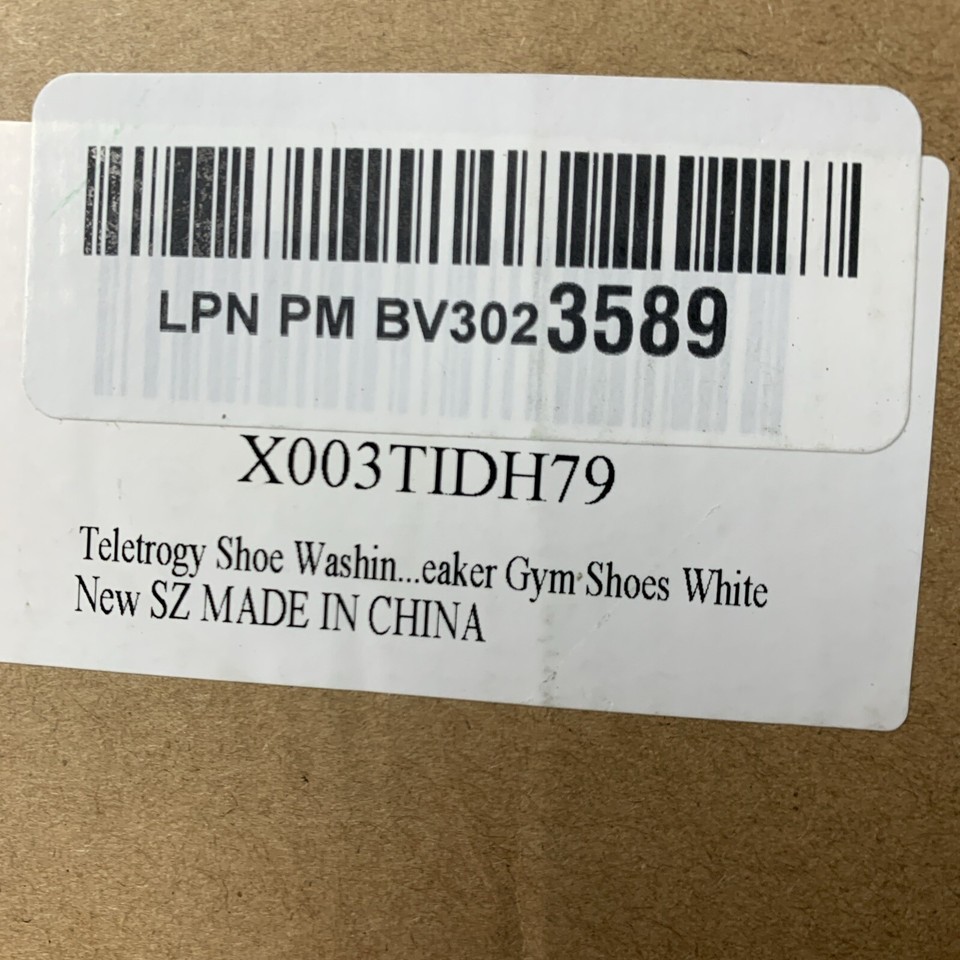 LPN PM BV3023589
X003TIDH79
Teletrogy Shoe Washin...eaker Gym Shoes White
New SZ MADE IN CHINA